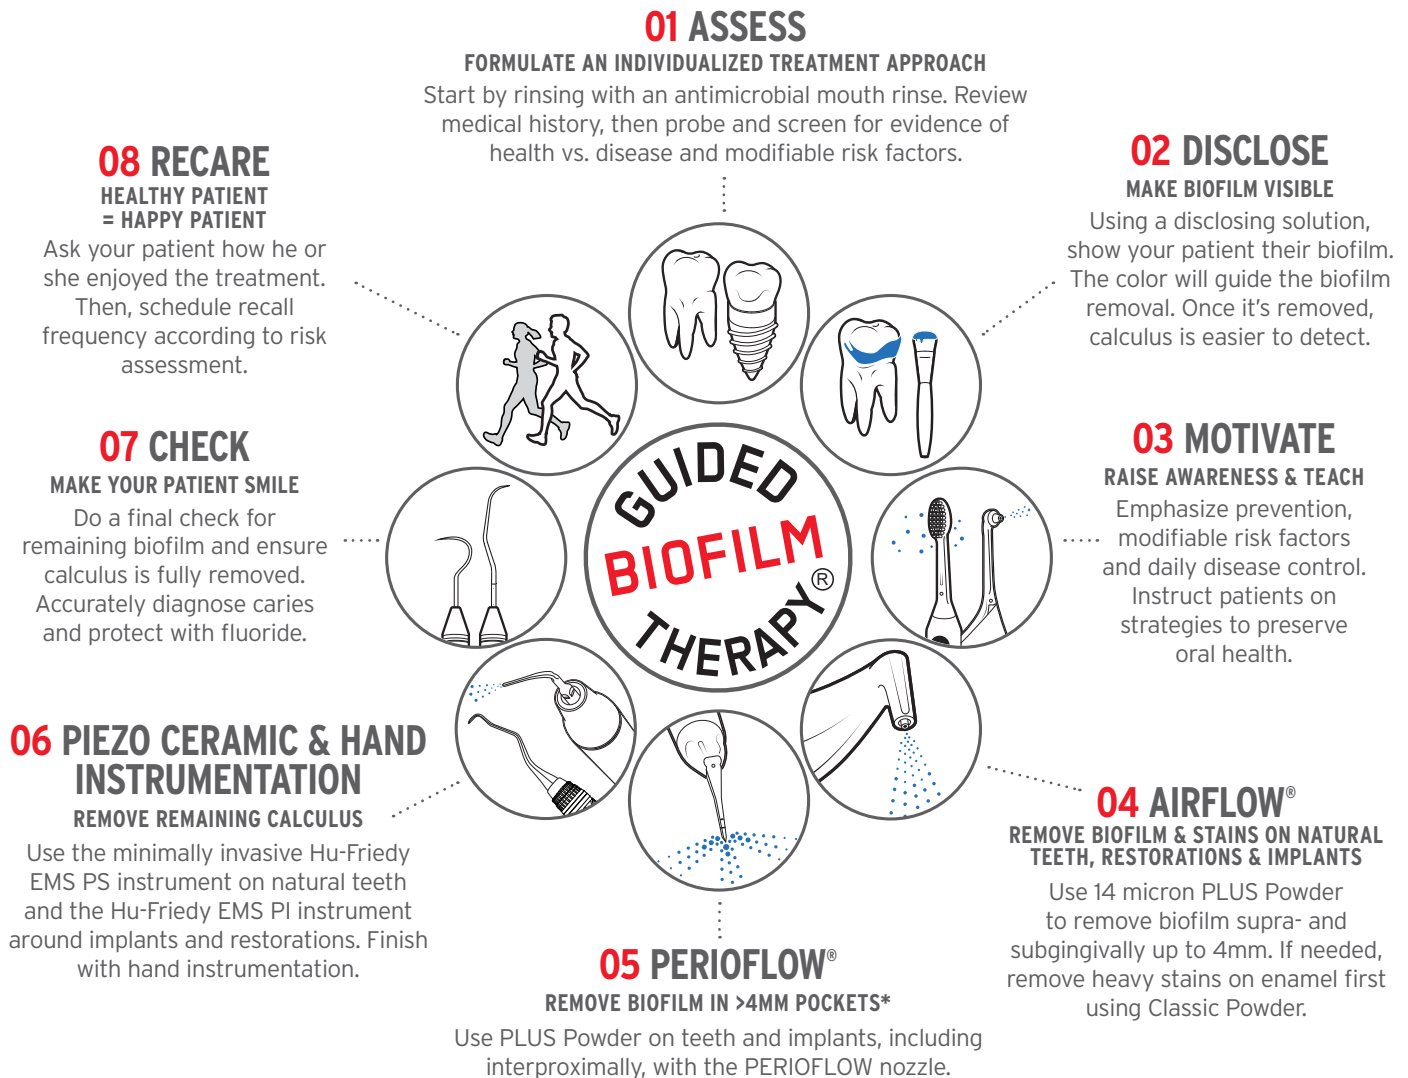 01 ASSESS
FORMULATE AN INDIVIDUALIZED TREATMENT APPROACH
Start by rinsing with an antimicrobial mouth rinse. Review
medical history, then probe and screen for evidence of
health vs. disease and modifiable risk factors.
02 DISCLOSE
MAKE BIOFILM VISIBLE
Using a disclosing solution,
show your patient their biofilm.
The color will guide the biofilm
removal. Once it's removed,
calculus is easier to detect.
03 MOTIVATE
RAISE AWARENESS & TEACH
Emphasize prevention,
modifiable risk factors
and daily disease control.
Instruct patients on
strategies to preserve
oral health.
04 AIRFLOW®
REMOVE BIOFILM & STAINS ON NATURAL
TEETH, RESTORATIONS & IMPLANTS
Use 14 micron PLUS Powder
to remove biofilm supra- and
subgingivally up to 4mm. If needed,
remove heavy stains on enamel first
using Classic Powder.
05 PERIOFLOW®
REMOVE BIOFILM IN >4MM POCKETS*
Use PLUS Powder on teeth and implants, including
interproximally, with the PERIOFLOW nozzle.
06 PIEZO CERAMIC & HAND
INSTRUMENTATION
REMOVE REMAINING CALCULUS
Use the minimally invasive Hu-Friedy
EMS PS instrument on natural teeth
and the Hu-Friedy EMS PI instrument
around implants and restorations. Finish
with hand instrumentation.
07 CHECK
MAKE YOUR PATIENT SMILE
Do a final check for
remaining biofilm and ensure
calculus is fully removed.
Accurately diagnose caries
and protect with fluoride.
08 RECARE
HEALTHY PATIENT
= HAPPY PATIENT
Ask your patient how he or
she enjoyed the treatment.
Then, schedule recall
frequency according to risk
assessment.
GUIDED
BIOFILM
THERAPY®